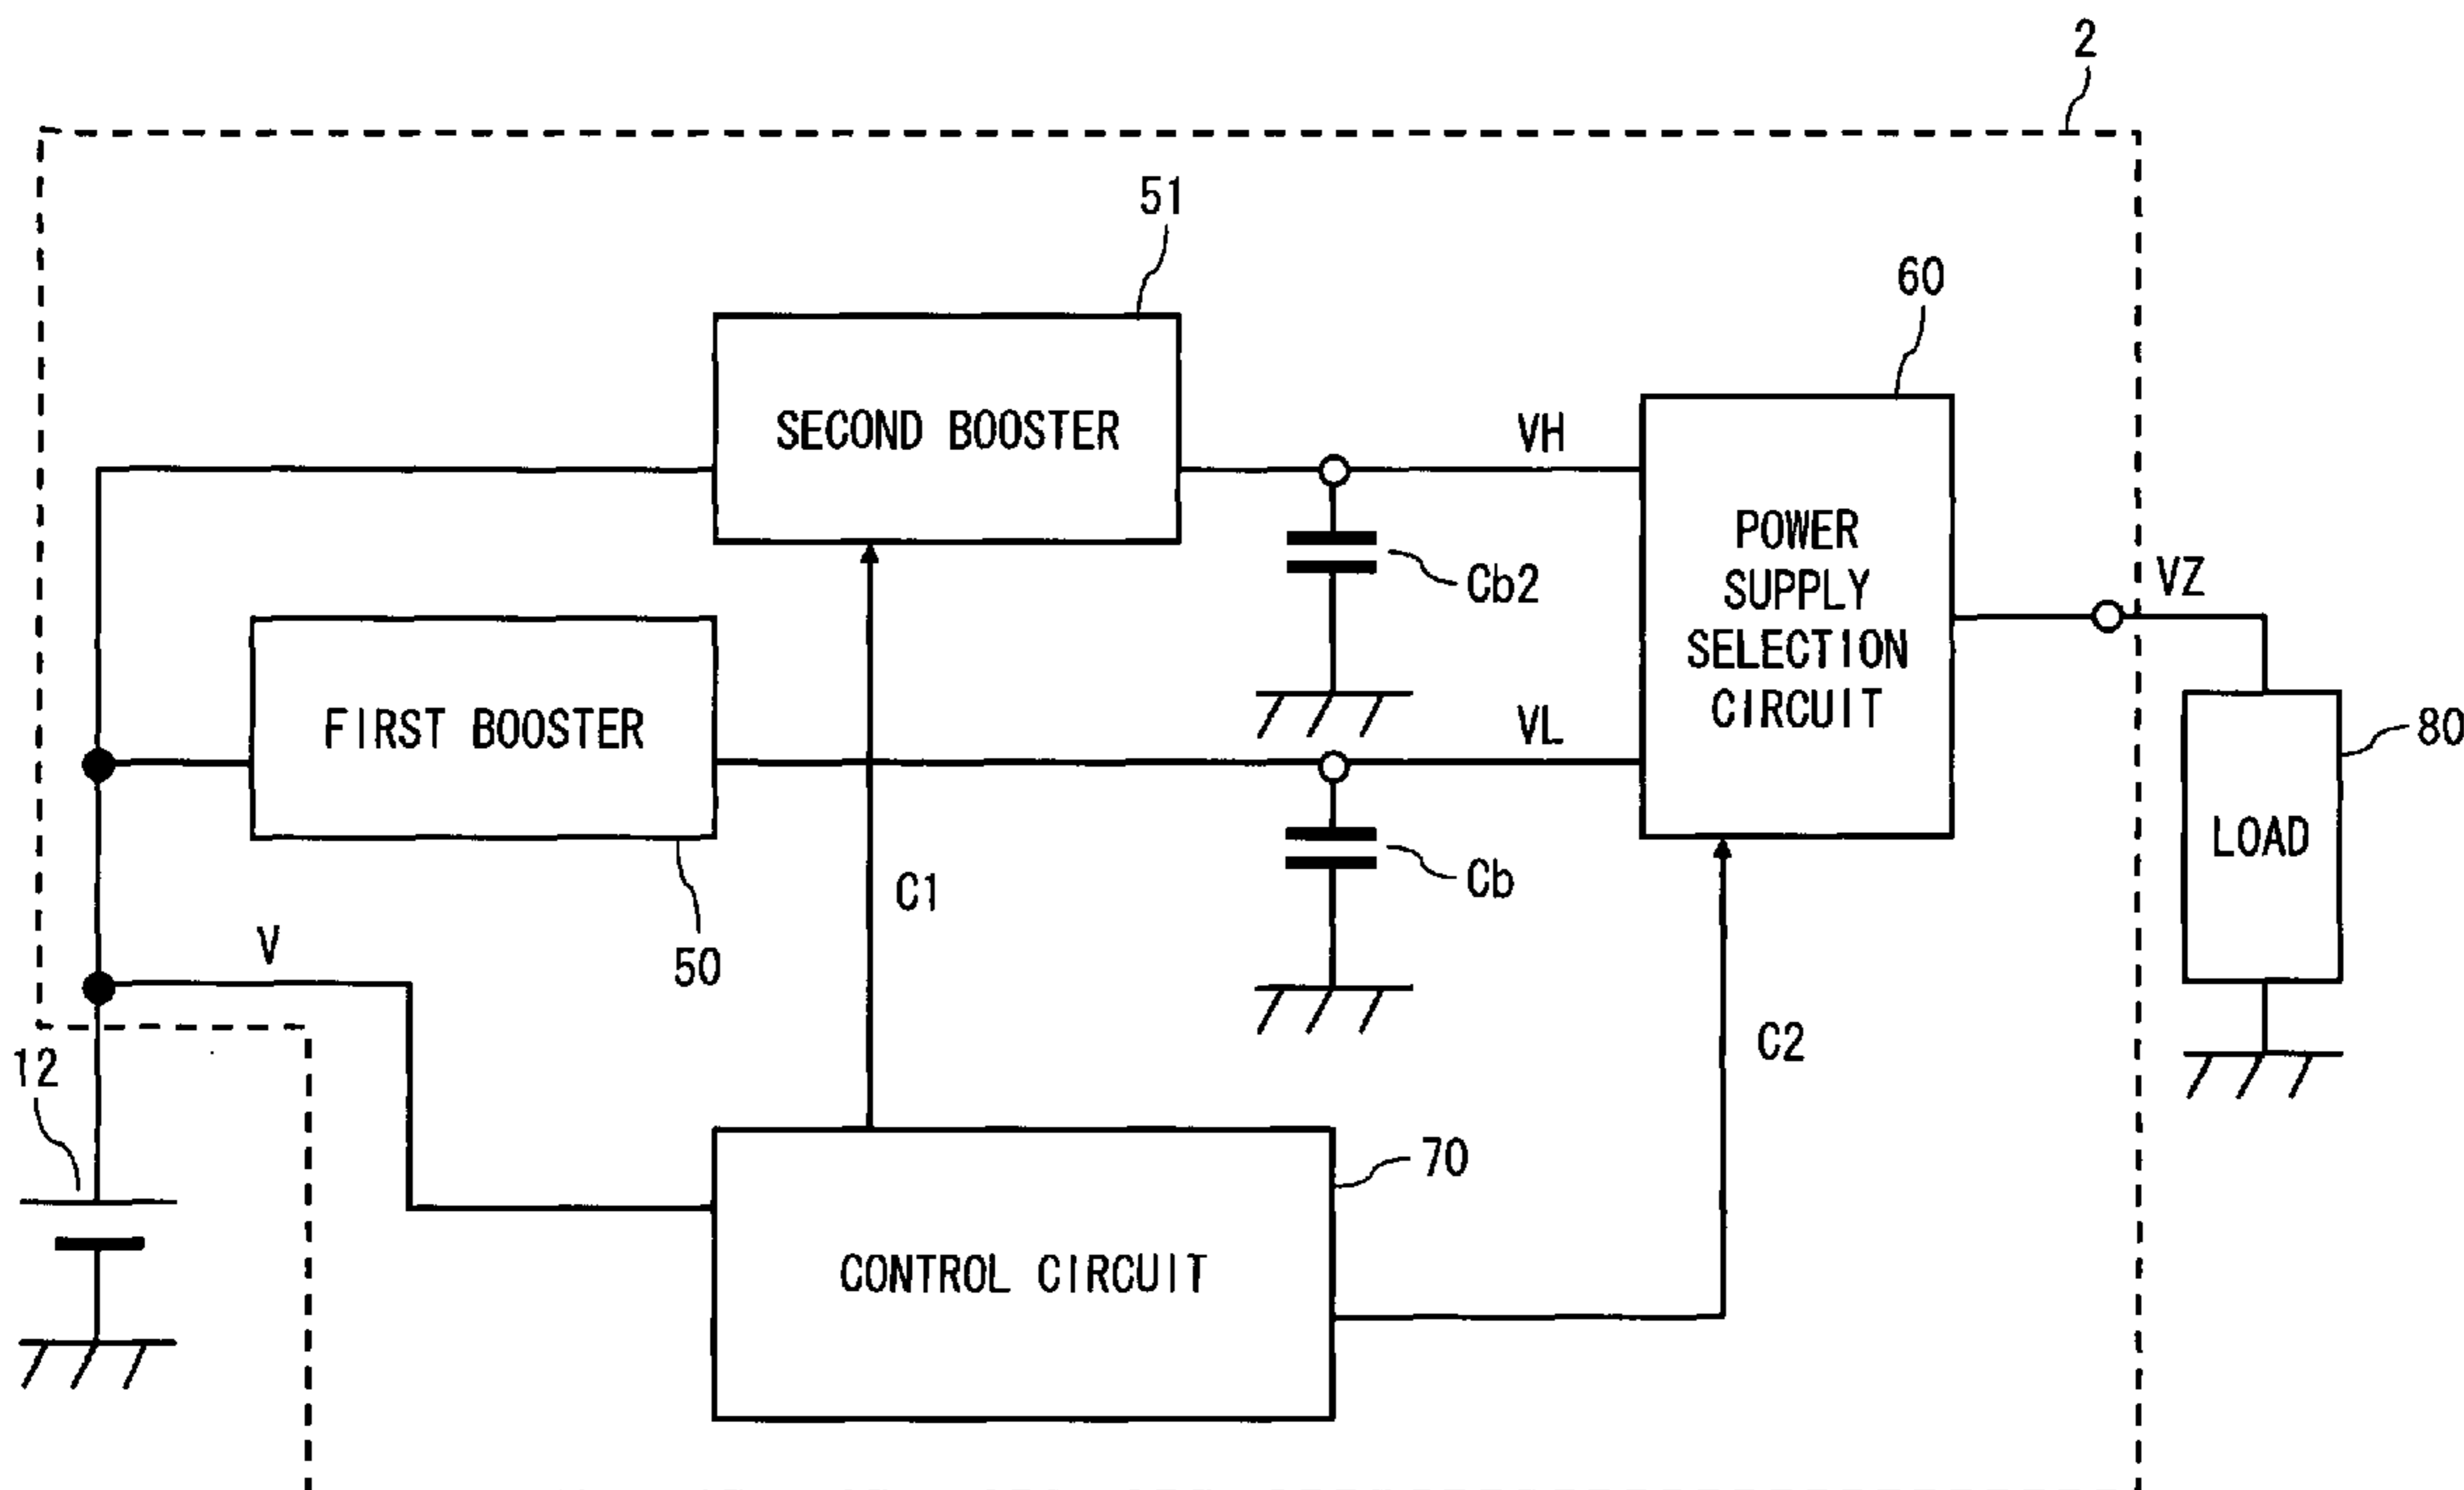 2
51
60
SECOND BOOSTER
VH
POWER
SUPPLY
SELECTION
CIRCUIT
Cb2
VZ
FIRST BOOSTER
VL
80
LOAD
Cb
C1
V
50
C2
12
70
CONTROL CIRCUIT